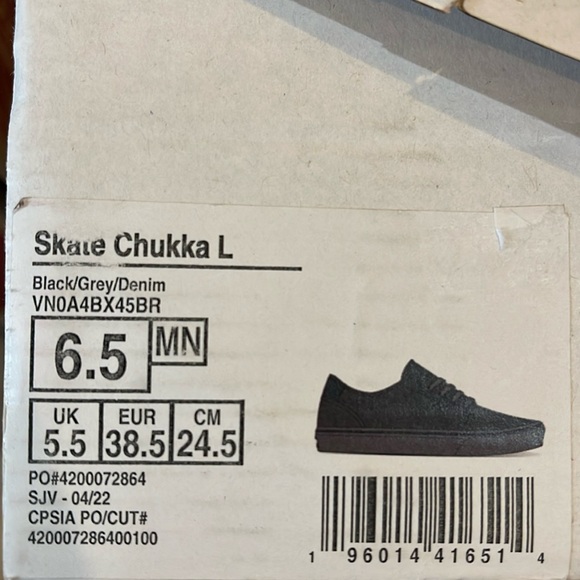 Skate Chukka L
Black/Grey/Denim
VN0A4BX45BR
6.5 MN
UK EUR CM
5.5 38.5 24.5
PO#4200072864
SJV - 04/22
CPSIA PO/CUT#
420007286400100
1 96014 41651 4